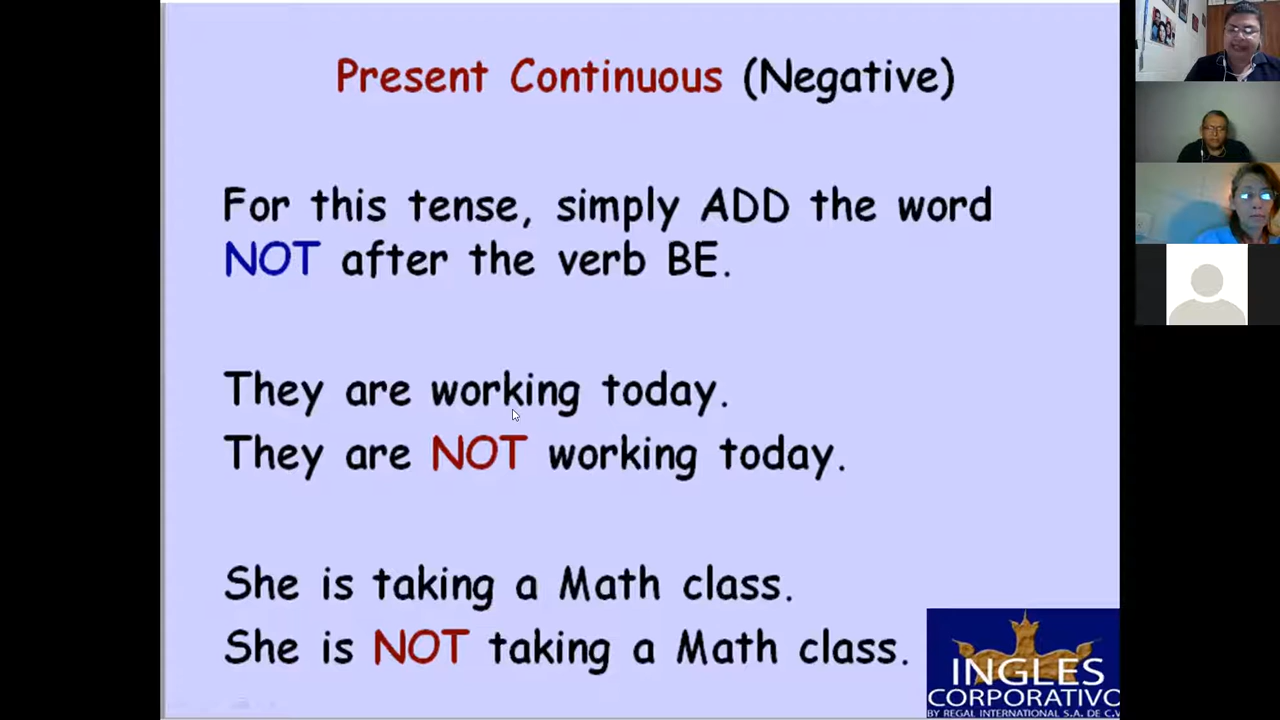 Present Continuous (Negative)
For this tense, simply ADD the word
NOT after the verb BE.
They are working today.
They are NOT working today.
She is taking a Math class.
She is NOT taking a Math class.
INGLES
CORPORATIVO
BY REGAL INTERNATIONAL S.A. DE C.V